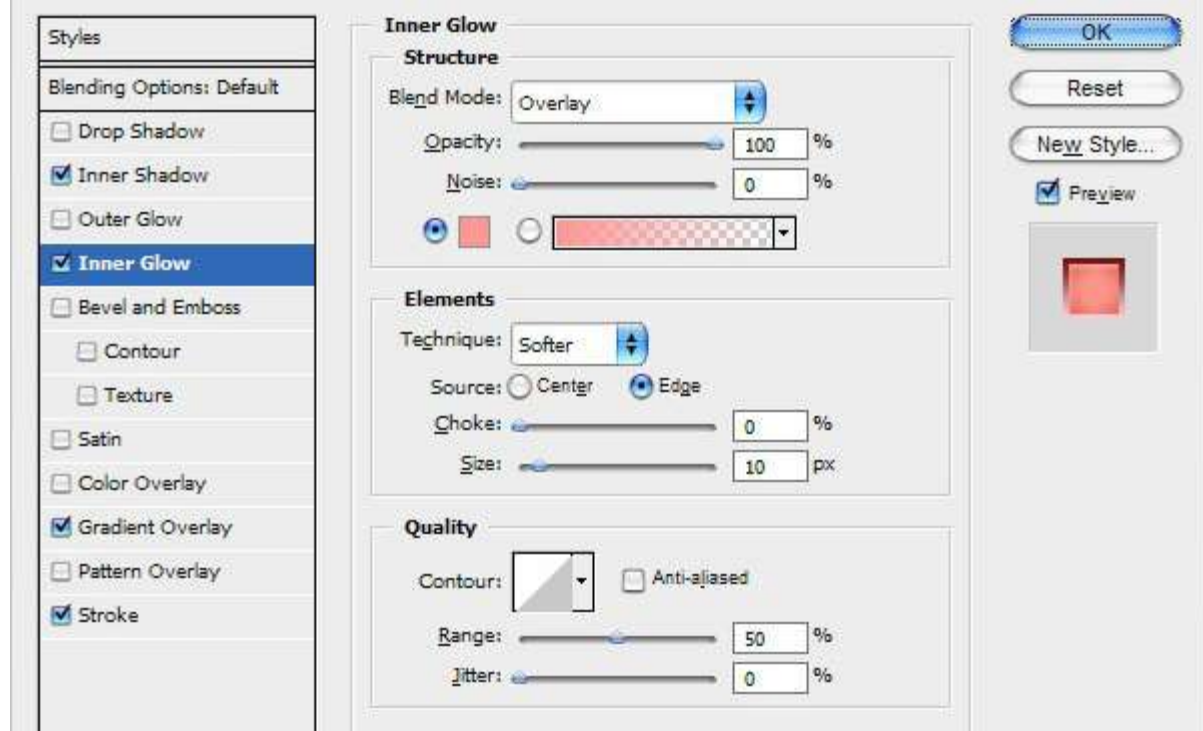 Styles
Blending Options: Default
Drop Shadow
Inner Shadow
Outer Glow
Inner Glow
Bevel and Emboss
Contour
Texture
Satin
Color Overlay
Gradient Overlay
Pattern Overlay
Stroke
Inner Glow
Structure
Blend Mode: Overlay
Opacity: 100 %
Noise: 0 %
Elements
Technique: Softer
Source: Center Edge
Choke: 0 %
Size: 10 px
Quality
Contour: Anti-aliased
Range: 50 %
Jitter: 0 %
OK
Reset
New Style...
Preview